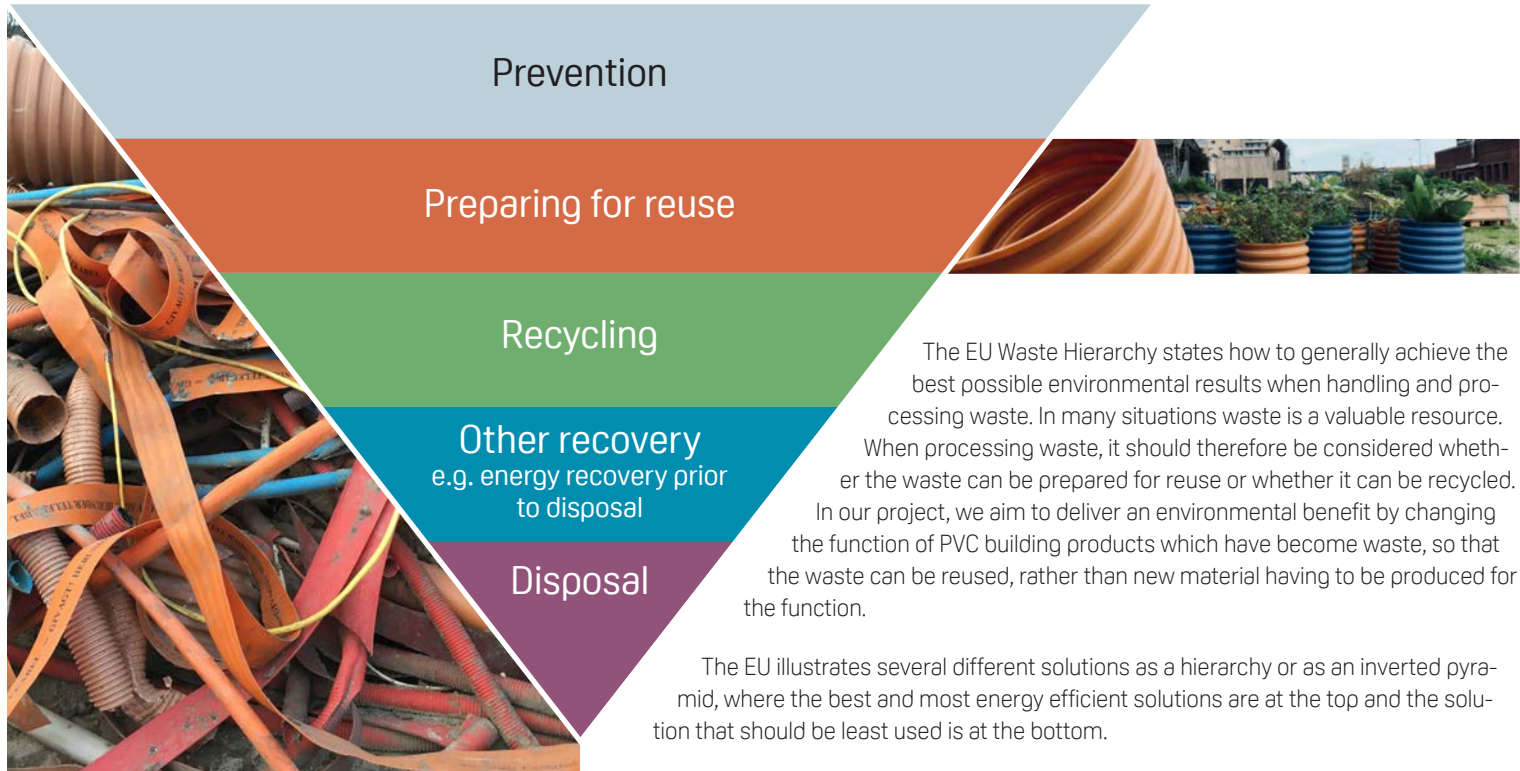 Prevention
Preparing for reuse
Recycling
Other recovery
e.g. energy recovery prior
to disposal
Disposal
The EU Waste Hierarchy states how to generally achieve the
best possible environmental results when handling and pro-
cessing waste. In many situations waste is a valuable resource.
When processing waste, it should therefore be considered wheth-
er the waste can be prepared for reuse or whether it can be recycled.
In our project, we aim to deliver an environmental benefit by changing
the function of PVC building products which have become waste, so that
the waste can be reused, rather than new material having to be produced for
the function.
The EU illustrates several different solutions as a hierarchy or as an inverted pyra-
mid, where the best and most energy efficient solutions are at the top and the solu-
tion that should be least used is at the bottom.